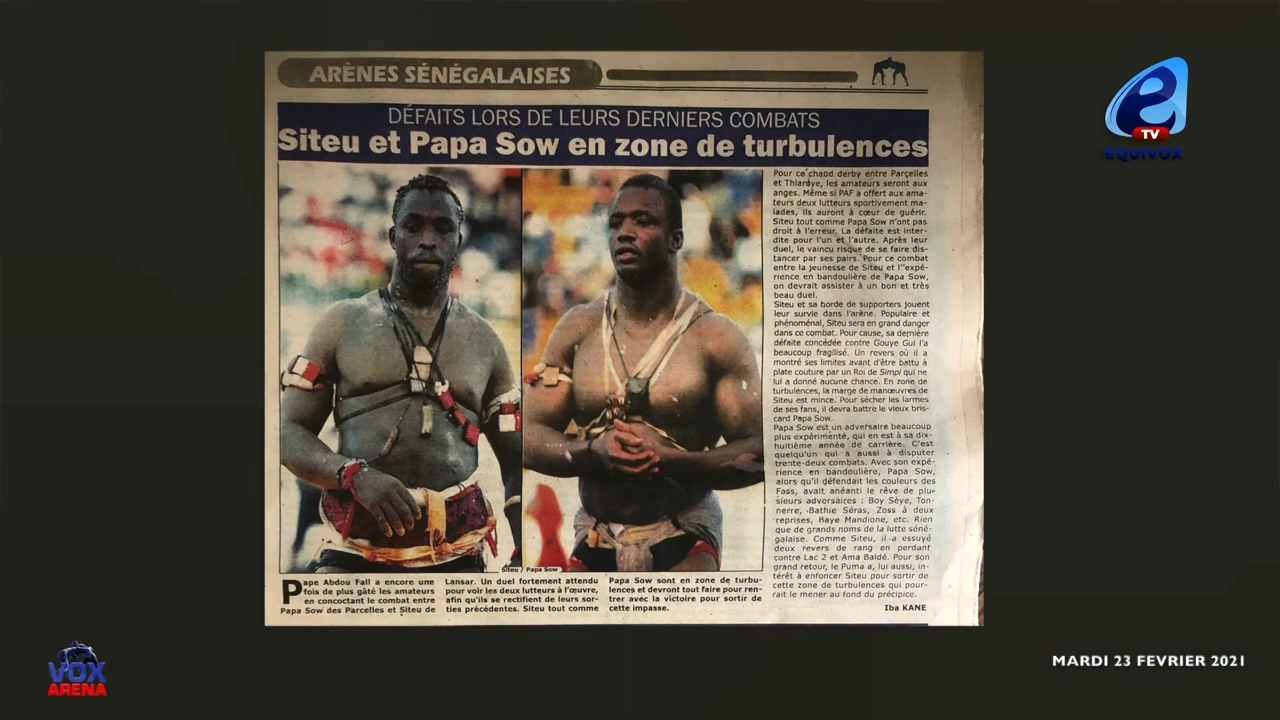 ARÈNES SÉNÉGALAISES
DÉFAITS LORS DE LEURS DERNIERS COMBATS
Siteu et Papa Sow en zone de turbulences
Siteu / Papa Sow
Pape Abdou Fall a encore une
fois de plus gâté les amateurs
en concoctant le combat entre
Papa Sow des Parcelles et Siteu de
Lansar. Un duel fortement attendu
pour voir les deux lutteurs à l'œuvre,
afin qu'ils se rectifient de leurs sor-
ties précédentes. Siteu tout comme
Papa Sow sont en zone de turbu-
lences et devront tout faire pour ren-
trer avec la victoire pour sortir de
cette impasse.
Pour ce chaud derby entre Parcelles
et Thiaroye, les amateurs seront aux
anges. Même si PAF a offert aux ama-
teurs deux lutteurs sportivement ma-
lades, ils auront à cœur de guérir.
Siteu tout comme Papa Sow n'ont pas
droit à l'erreur. La défaite est inter-
dite pour l'un et l'autre. Après leur
duel, le vaincu risque de se faire dis-
tancer par ses pairs. Pour ce combat
entre la jeunesse de Siteu et l''expé-
rience en bandoulière de Papa Sow,
on devrait assister à un bon et très
beau duel.
Siteu et sa borde de supporters jouent
leur survie dans l'arène. Populaire et
phénoménal, Siteu sera en grand danger
dans ce combat. Pour cause, sa dernière
défaite concédée contre Gouye Gui l'a
beaucoup fragilisé. Un revers où il a
montré ses limites avant d'être battu à
plate couture par un Roi de Simpi qui ne
lui a donné aucune chance. En zone de
turbulences, la marge de manœuvres de
Siteu est mince. Pour sécher les larmes
de ses fans, il devra battre le vieux bris-
card Papa Sow.
Papa Sow est un adversaire beaucoup
plus expérimenté, qui en est à sa dix-
huitième année de carrière. C'est
quelqu'un qui a aussi à disputer
trente-deux combats. Avec son expé-
rience en bandoulière, Papa Sow,
alors qu'il défendait les couleurs des
Fass, avait anéanti le rêve de plu-
sieurs adversaires : Boy Sèye, Ton-
nerre, Bathie Séras, Zoss à deux
reprises, Baye Mandione, etc. Rien
que de grands noms de la lutte séné-
galaise. Comme Siteu, il a essuyé
deux revers de rang en perdant
contre Lac 2 et Ama Baldé. Pour son
grand retour, le Puma a, lui aussi, in-
térêt à enfoncer Siteu pour sortir de
cette zone de turbulences qui pour-
rait le mener au fond du précipice.
Iba KANE
e
TV
EQUIVOX
VOX
ARENA
MARDI 23 FEVRIER 2021